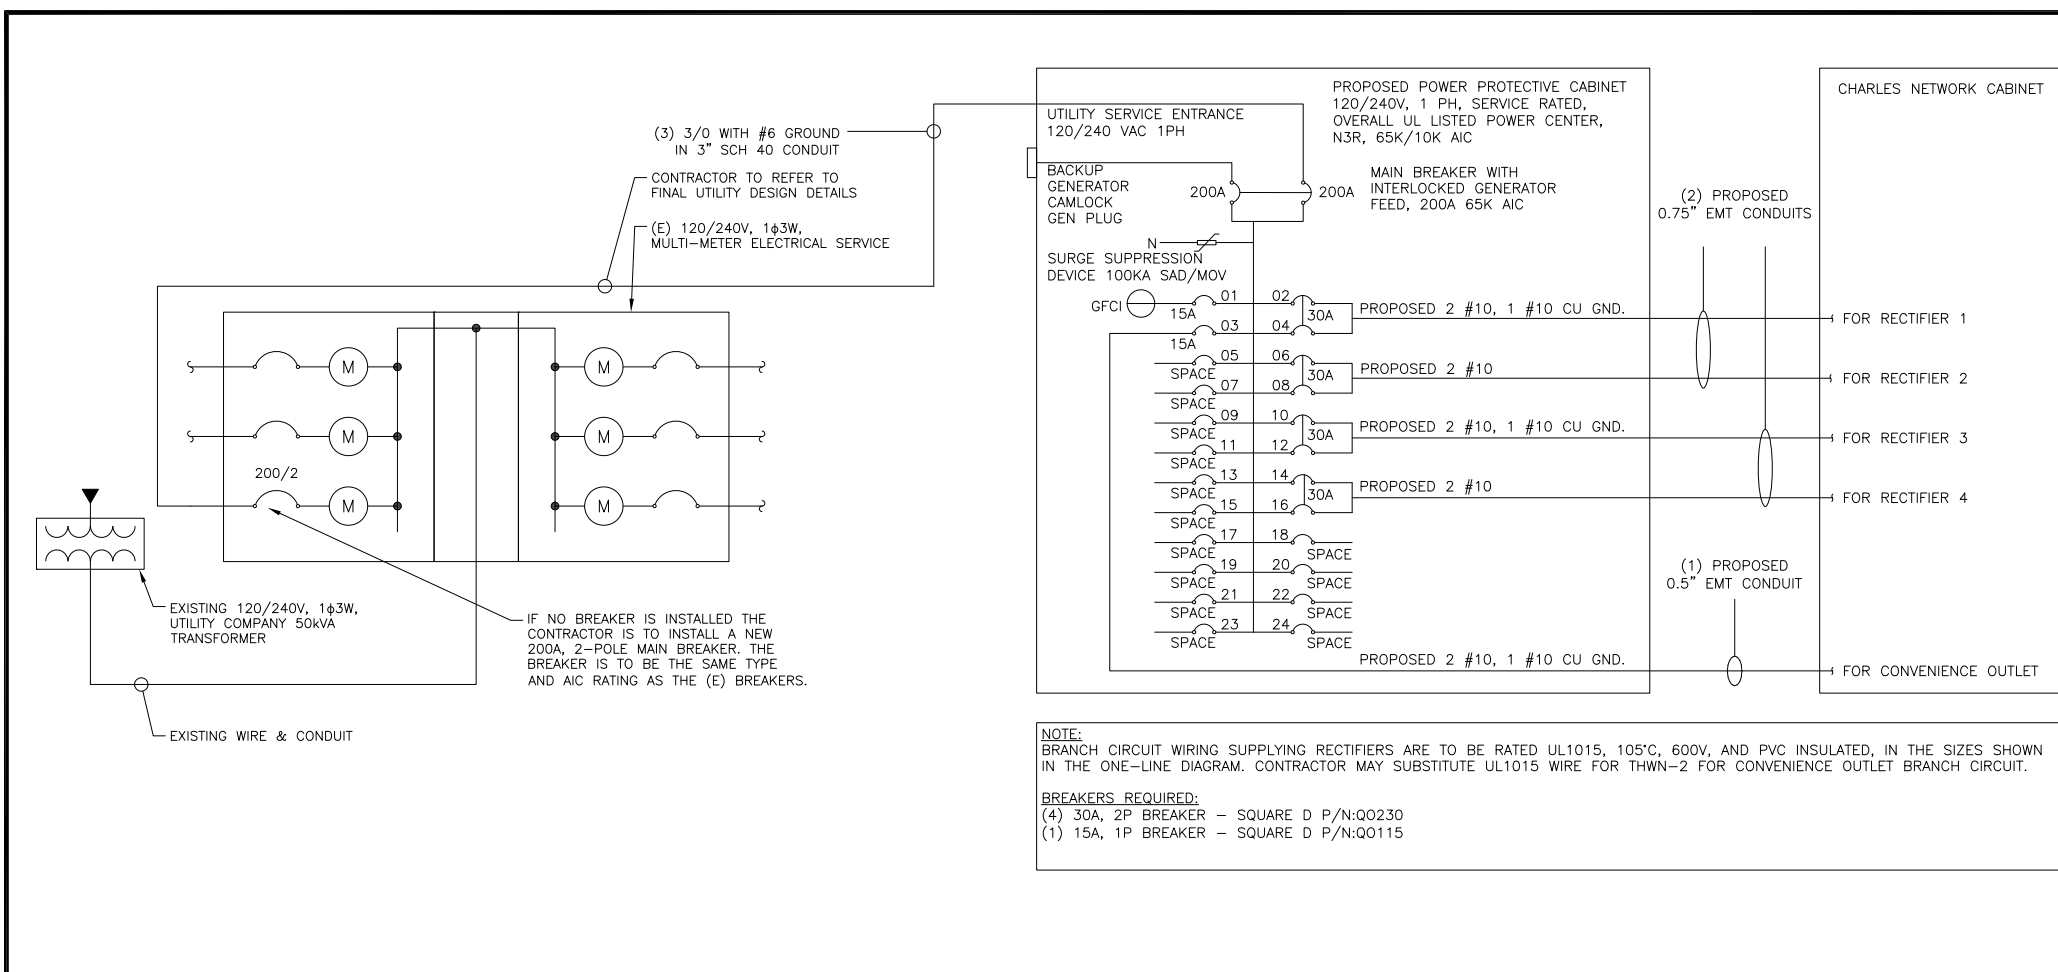 (3) 3/0 WITH #6 GROUND
IN 3" SCH 40 CONDUIT
CONTRACTOR TO REFER TO
FINAL UTILITY DESIGN DETAILS
(E) 120/240V, 1ϕ3W,
MULTI-METER ELECTRICAL SERVICE
M
M
M
M
200/2
M
M
EXISTING 120/240V, 1ϕ3W,
UTILITY COMPANY 50kVA
TRANSFORMER
IF NO BREAKER IS INSTALLED THE
CONTRACTOR IS TO INSTALL A NEW
200A, 2-POLE MAIN BREAKER. THE
BREAKER IS TO BE THE SAME TYPE
AND AIC RATING AS THE (E) BREAKERS.
EXISTING WIRE & CONDUIT
UTILITY SERVICE ENTRANCE
120/240 VAC 1PH
PROPOSED POWER PROTECTIVE CABINET
120/240V, 1 PH, SERVICE RATED,
OVERALL UL LISTED POWER CENTER,
N3R, 65K/10K AIC
BACKUP
GENERATOR
CAMLOCK
GEN PLUG
200A
200A
MAIN BREAKER WITH
INTERLOCKED GENERATOR
FEED, 200A 65K AIC
N
SURGE SUPPRESSION
DEVICE 100KA SAD/MOV
GFCI
15A
01
02
30A
PROPOSED 2 #10, 1 #10 CU GND.
15A
03
04
SPACE
05
06
30A
PROPOSED 2 #10
SPACE
07
08
SPACE
09
10
30A
PROPOSED 2 #10, 1 #10 CU GND.
SPACE
11
12
SPACE
13
14
30A
PROPOSED 2 #10
SPACE
15
16
SPACE
17
18
SPACE
SPACE
19
20
SPACE
SPACE
21
22
SPACE
SPACE
23
24
SPACE
PROPOSED 2 #10, 1 #10 CU GND.
(2) PROPOSED
0.75" EMT CONDUITS
(1) PROPOSED
0.5" EMT CONDUIT
CHARLES NETWORK CABINET
FOR RECTIFIER 1
FOR RECTIFIER 2
FOR RECTIFIER 3
FOR RECTIFIER 4
FOR CONVENIENCE OUTLET
NOTE:
BRANCH CIRCUIT WIRING SUPPLYING RECTIFIERS ARE TO BE RATED UL1015, 105°C, 600V, AND PVC INSULATED, IN THE SIZES SHOWN
IN THE ONE-LINE DIAGRAM. CONTRACTOR MAY SUBSTITUTE UL1015 WIRE FOR THWN-2 FOR CONVENIENCE OUTLET BRANCH CIRCUIT.
BREAKERS REQUIRED:
(4) 30A, 2P BREAKER - SQUARE D P/N:QO230
(1) 15A, 1P BREAKER - SQUARE D P/N:QO115